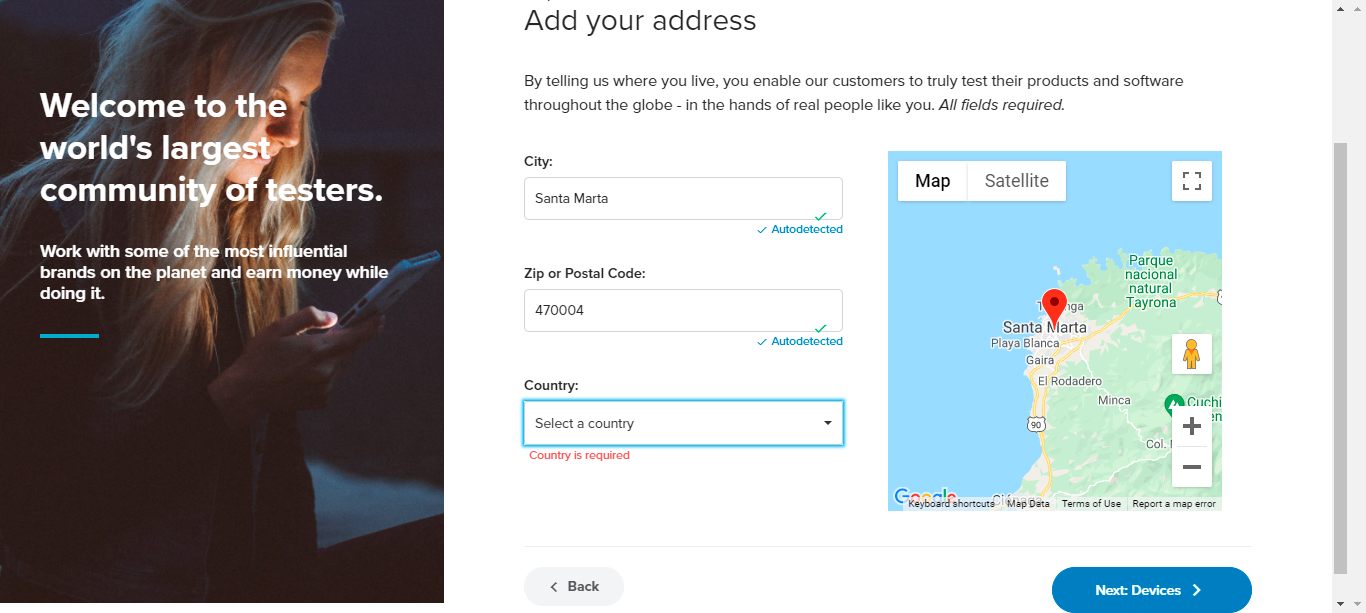 Welcome to the
world's largest
community of testers.
Work with some of the most influential
brands on the planet and earn money while
doing it.
Add your address
By telling us where you live, you enable our customers to truly test their products and software
throughout the globe - in the hands of real people like you. All fields required.
City:
Santa Marta
Autodetected
Zip or Postal Code:
470004
Autodetected
Country:
Select a country
Country is required
Map
Satellite
Parque
nacional
natural
Tayrona
Santa Marta
Playa Blanca
Gaira
El Rodadero
Minca
90
Col.
Google
Keyboard shortcuts
Map Data
Terms of Use
Report a map error
Back
Next: Devices